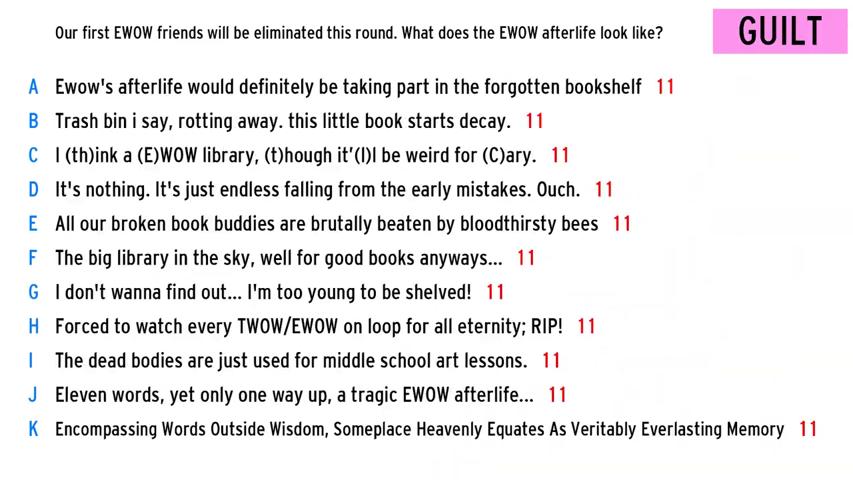 Our first EWOW friends will be eliminated this round. What does the EWOW afterlife look like?
GUILT
A Ewow's afterlife would definitely be taking part in the forgotten bookshelf 11
B Trash bin i say, rotting away. this little book starts decay. 11
C I (th)ink a (E)WOW library, (t)hough it’(l)l be weird for (C)ary. 11
D It's nothing. It's just endless falling from the early mistakes. Ouch. 11
E All our broken book buddies are brutally beaten by bloodthirsty bees 11
F The big library in the sky, well for good books anyways... 11
G I don't wanna find out... I'm too young to be shelved! 11
H Forced to watch every TWOW/EWOW on loop for all eternity; RIP! 11
I The dead bodies are just used for middle school art lessons. 11
J Eleven words, yet only one way up, a tragic EWOW afterlife... 11
K Encompassing Words Outside Wisdom, Someplace Heavenly Equates As Veritably Everlasting Memory 11